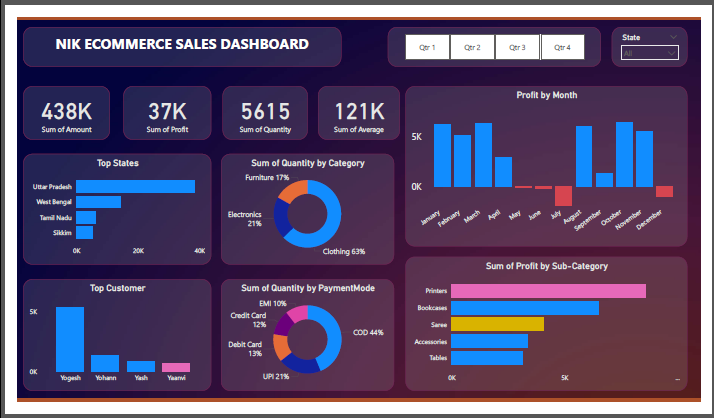 NIK ECOMMERCE SALES DASHBOARD
Qtr 1
Qtr 2
Qtr 3
Qtr 4
State
All
438K
Sum of Amount
37K
Sum of Profit
5615
Sum of Quantity
121K
Sum of Average
Profit by Month
5K
0K
January
February
March
April
May
June
July
August
September
October
November
December
Top States
Uttar Pradesh
West Bengal
Tamil Nadu
Sikkim
0K
20K
40K
Sum of Quantity by Category
Furniture 17%
Electronics
21%
Clothing 63%
Top Customer
5K
0K
Yogesh
Yohann
Yash
Yaanvi
Sum of Quantity by PaymentMode
EMI 10%
Credit Card
12%
Debit Card
13%
UPI 21%
COD 44%
Sum of Profit by Sub-Category
Printers
Bookcases
Saree
Accessories
Tables
0K
5K
...